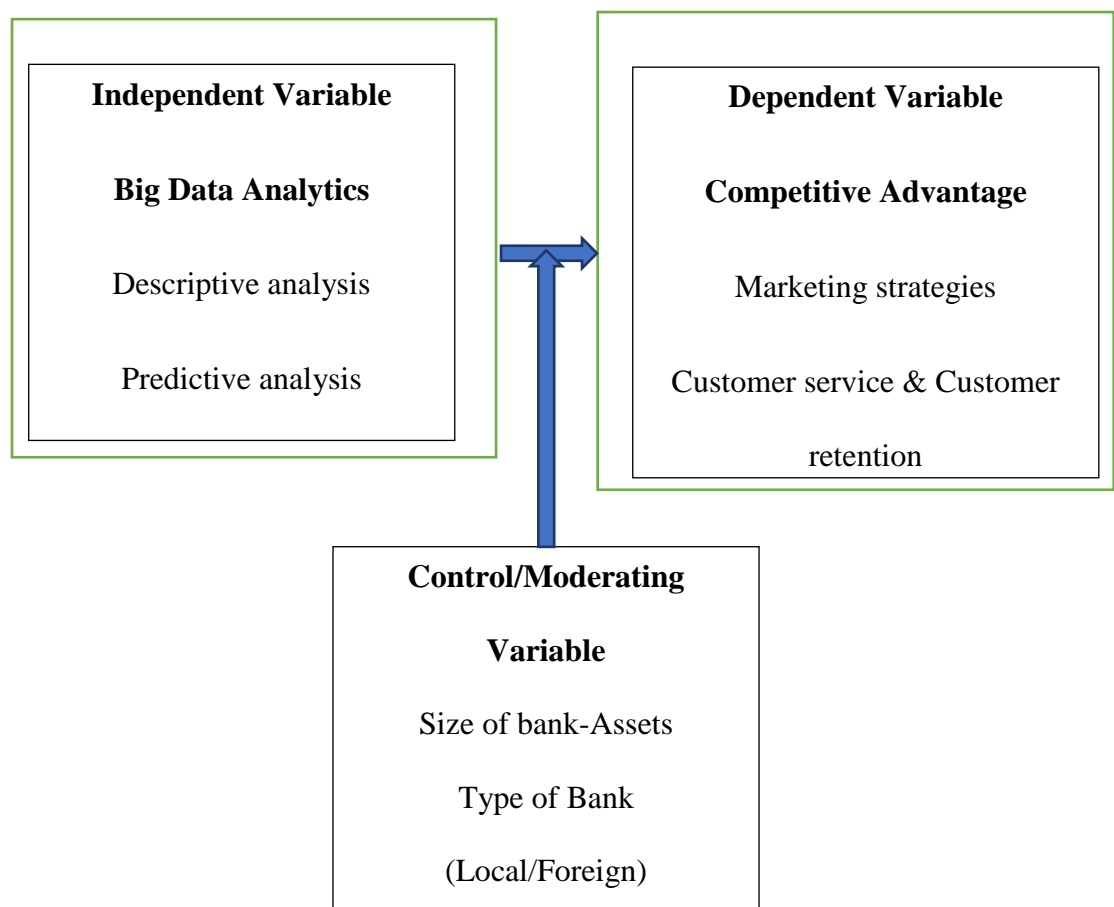 Independent Variable
Big Data Analytics
Descriptive analysis
Predictive analysis
Dependent Variable
Competitive Advantage
Marketing strategies
Customer service & Customer
retention
Control/Moderating
Variable
Size of bank-Assets
Type of Bank
(Local/Foreign)